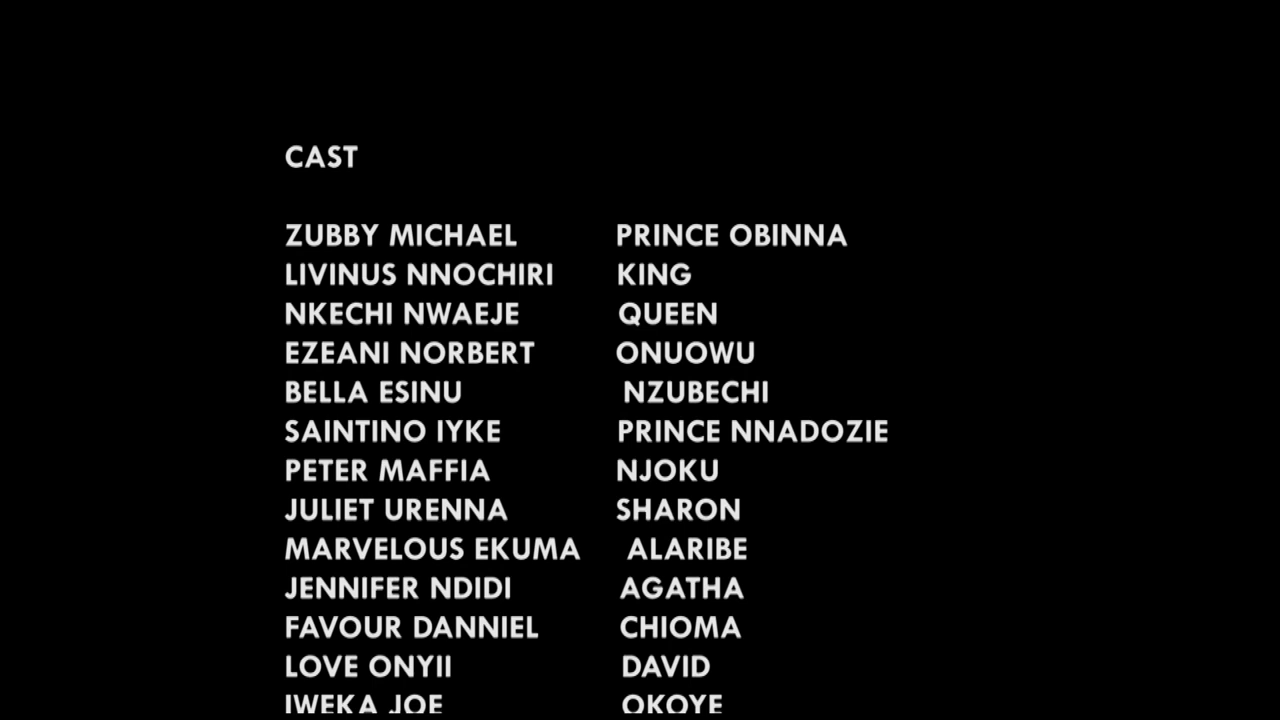 CAST
ZUBBY MICHAEL PRINCE OBINNA
LIVINUS NNOCHIRI KING
NKECHI NWAEJE QUEEN
EZEANI NORBERT ONUOWU
BELLA ESINU NZUBECHI
SAINTINO IYKE PRINCE NNADOZIE
PETER MAFFIA NJOKU
JULIET URENNA SHARON
MARVELOUS EKUMA ALARIBE
JENNIFER NDIDI AGATHA
FAVOUR DANNIEL CHIOMA
LOVE ONYII DAVID
IWEKA JOE OKOYE